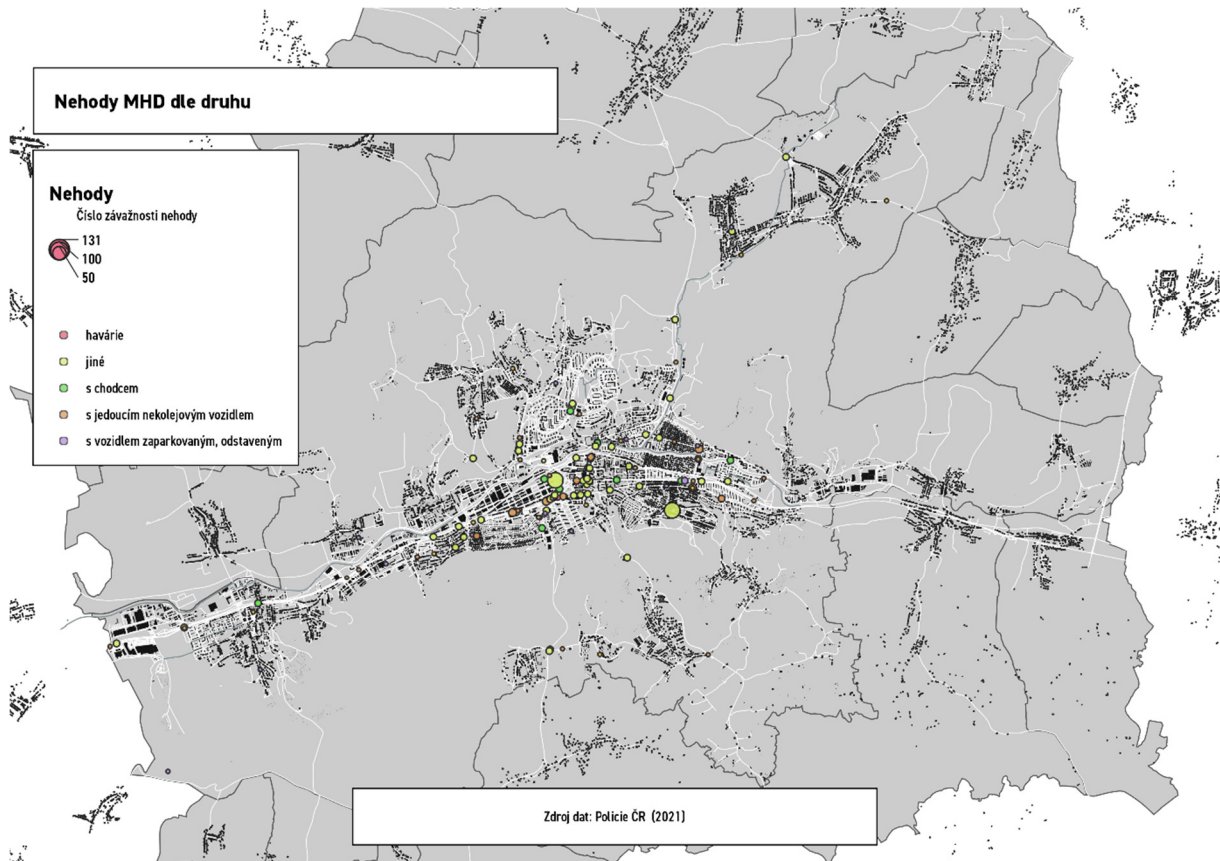 Nehody MHD dle druhu
Nehody
Číslo závažnosti nehody
131
100
50
havárie
jiné
s chodcem
s jedoucím nekolejovým vozidlem
s vozidlem zaparkovaným, odstaveným
Zdroj dat: Policie ČR (2021)